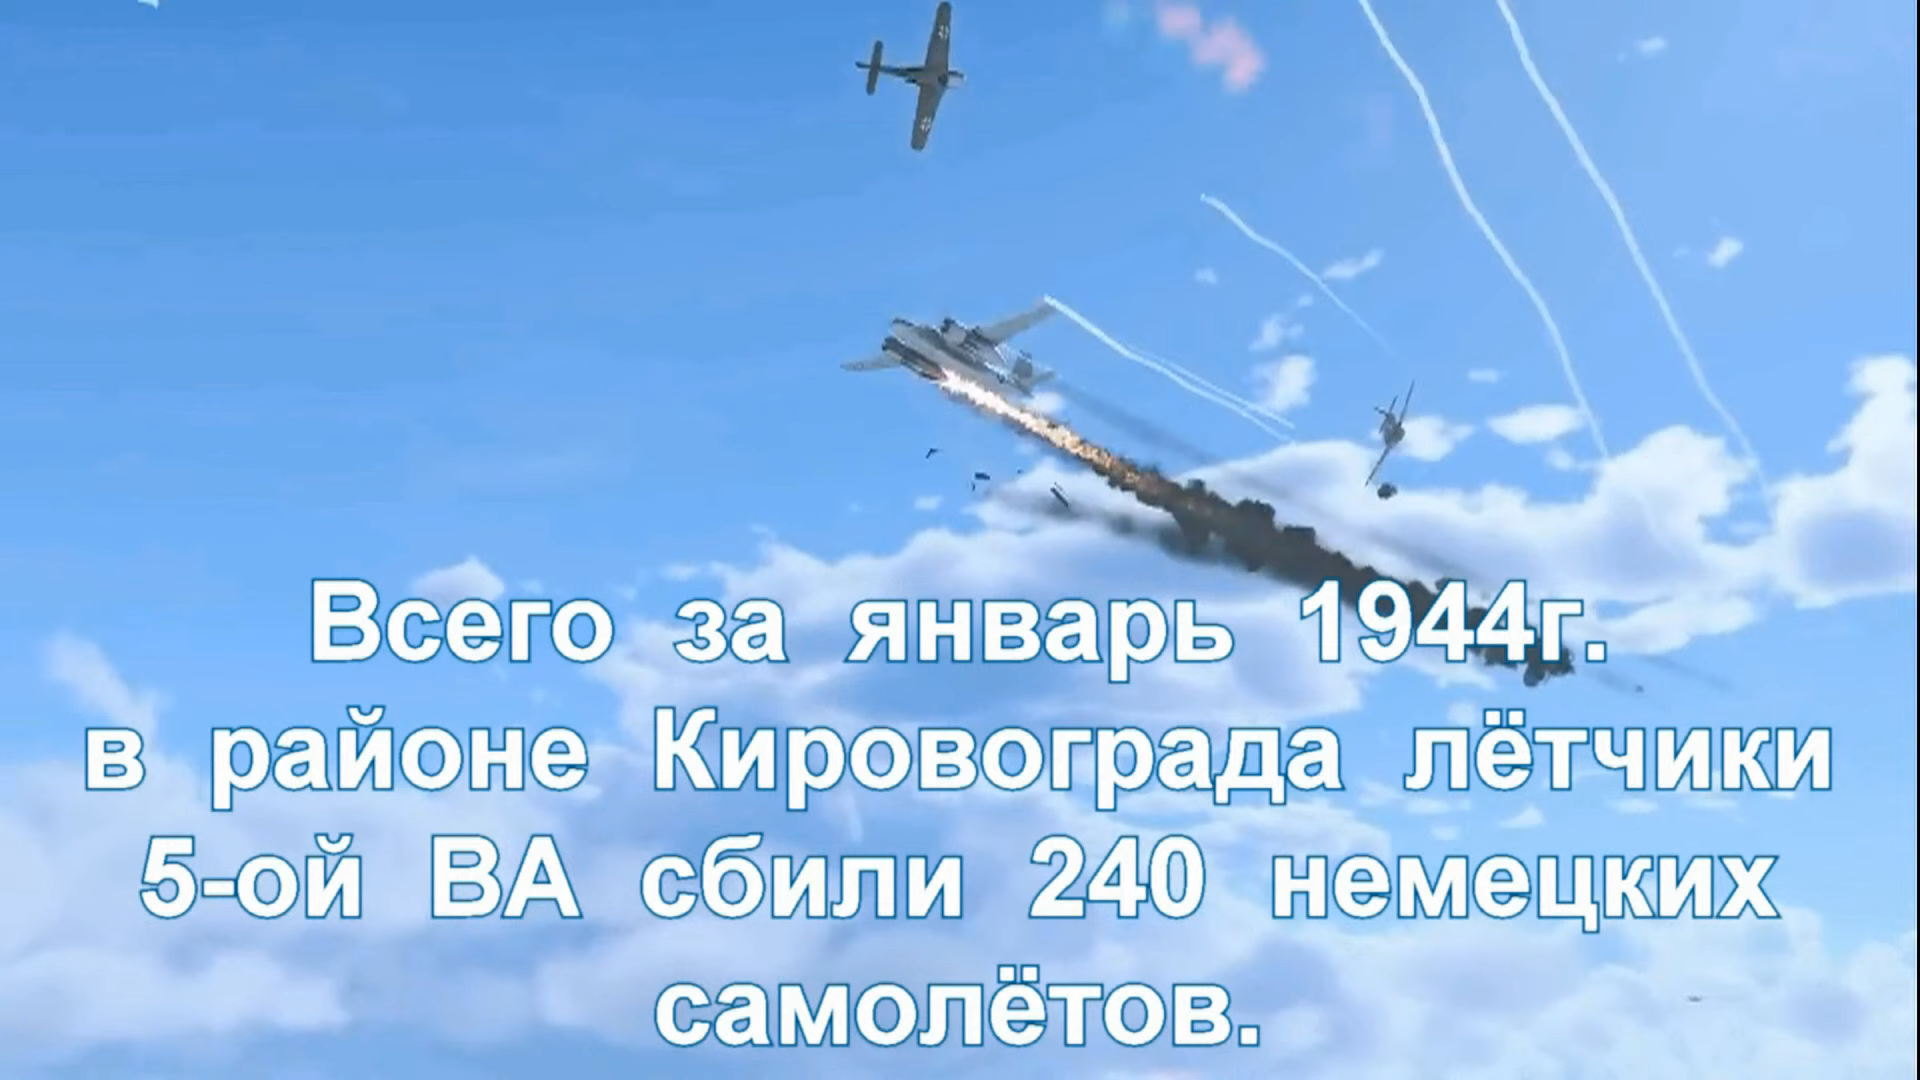 Всего за январь 1944г.
в районе Кировограда лётчики
5-ой ВА сбили 240 немецких
самолётов.